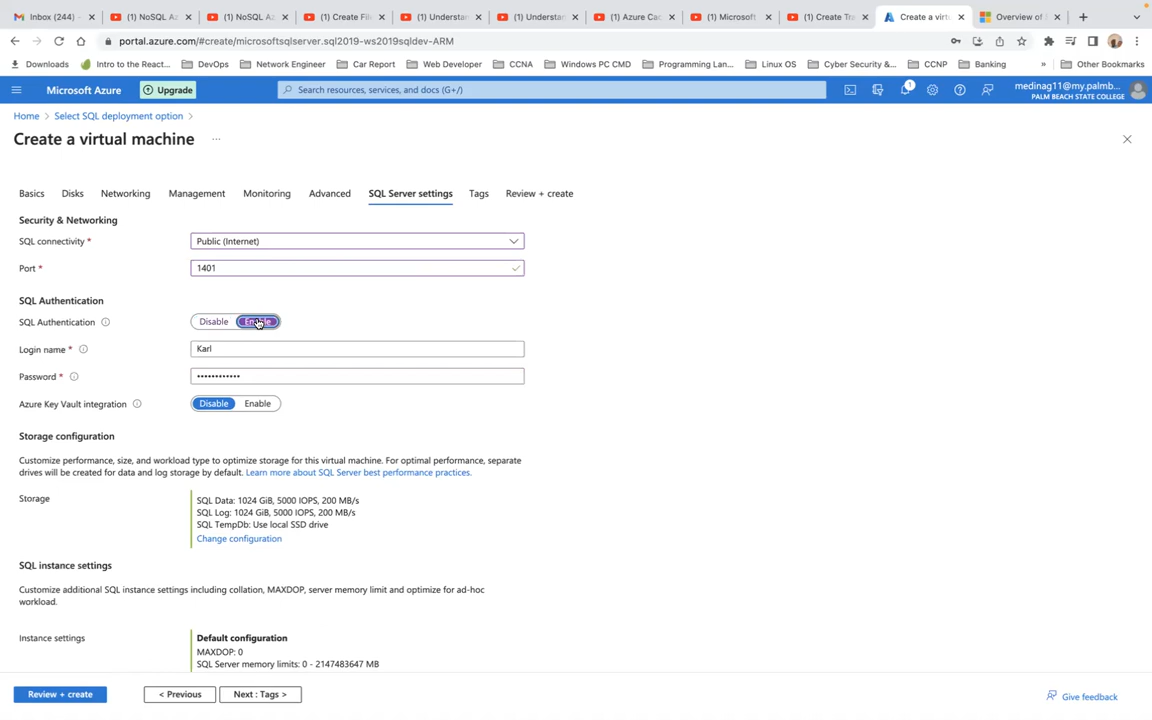 Inbox (244)
(1) NoSQL Az
(1) NoSQL Az
(1) Create File
(1) Understan
(1) Understan
(1) Azure Cac
(1) Microsoft
(1) Create Tra
Create a virtu
Overview of
portal.azure.com/#create/microsoftsqlserver.sql2019-ws2019sqldev-ARM
Downloads
Intro to the React...
DevOps
Network Engineer
Car Report
Web Developer
CCNA
Windows PC CMD
Programming Lan...
Linux OS
Cyber Security &...
CCNP
Banking
»
Other Bookmarks
Microsoft Azure
Upgrade
Search resources, services, and docs (G+/)
1
medinag11@my.palmb...
PALM BEACH STATE COLLEGE
Home > Select SQL deployment option >
Create a virtual machine ...
Basics
Disks
Networking
Management
Monitoring
Advanced
SQL Server settings
Tags
Review + create
Security & Networking
SQL connectivity *
Public (Internet)
Port *
1401
SQL Authentication
SQL Authentication
Disable
Login name *
Karl
Password *
••••••••••••
Azure Key Vault integration
Disable
Enable
Storage configuration
Customize performance, size, and workload type to optimize storage for this virtual machine. For optimal performance, separate
drives will be created for data and log storage by default. Learn more about SQL Server best performance practices.
Storage
SQL Data: 1024 GiB, 5000 IOPS, 200 MB/s
SQL Log: 1024 GiB, 5000 IOPS, 200 MB/s
SQL TempDb: Use local SSD drive
Change configuration
SQL instance settings
Customize additional SQL instance settings including collation, MAXDOP, server memory limit and optimize for ad-hoc
workload.
Instance settings
Default configuration
MAXDOP: 0
SQL Server memory limits: 0 - 2147483647 MB
Review + create
< Previous
Next : Tags >
Give feedback